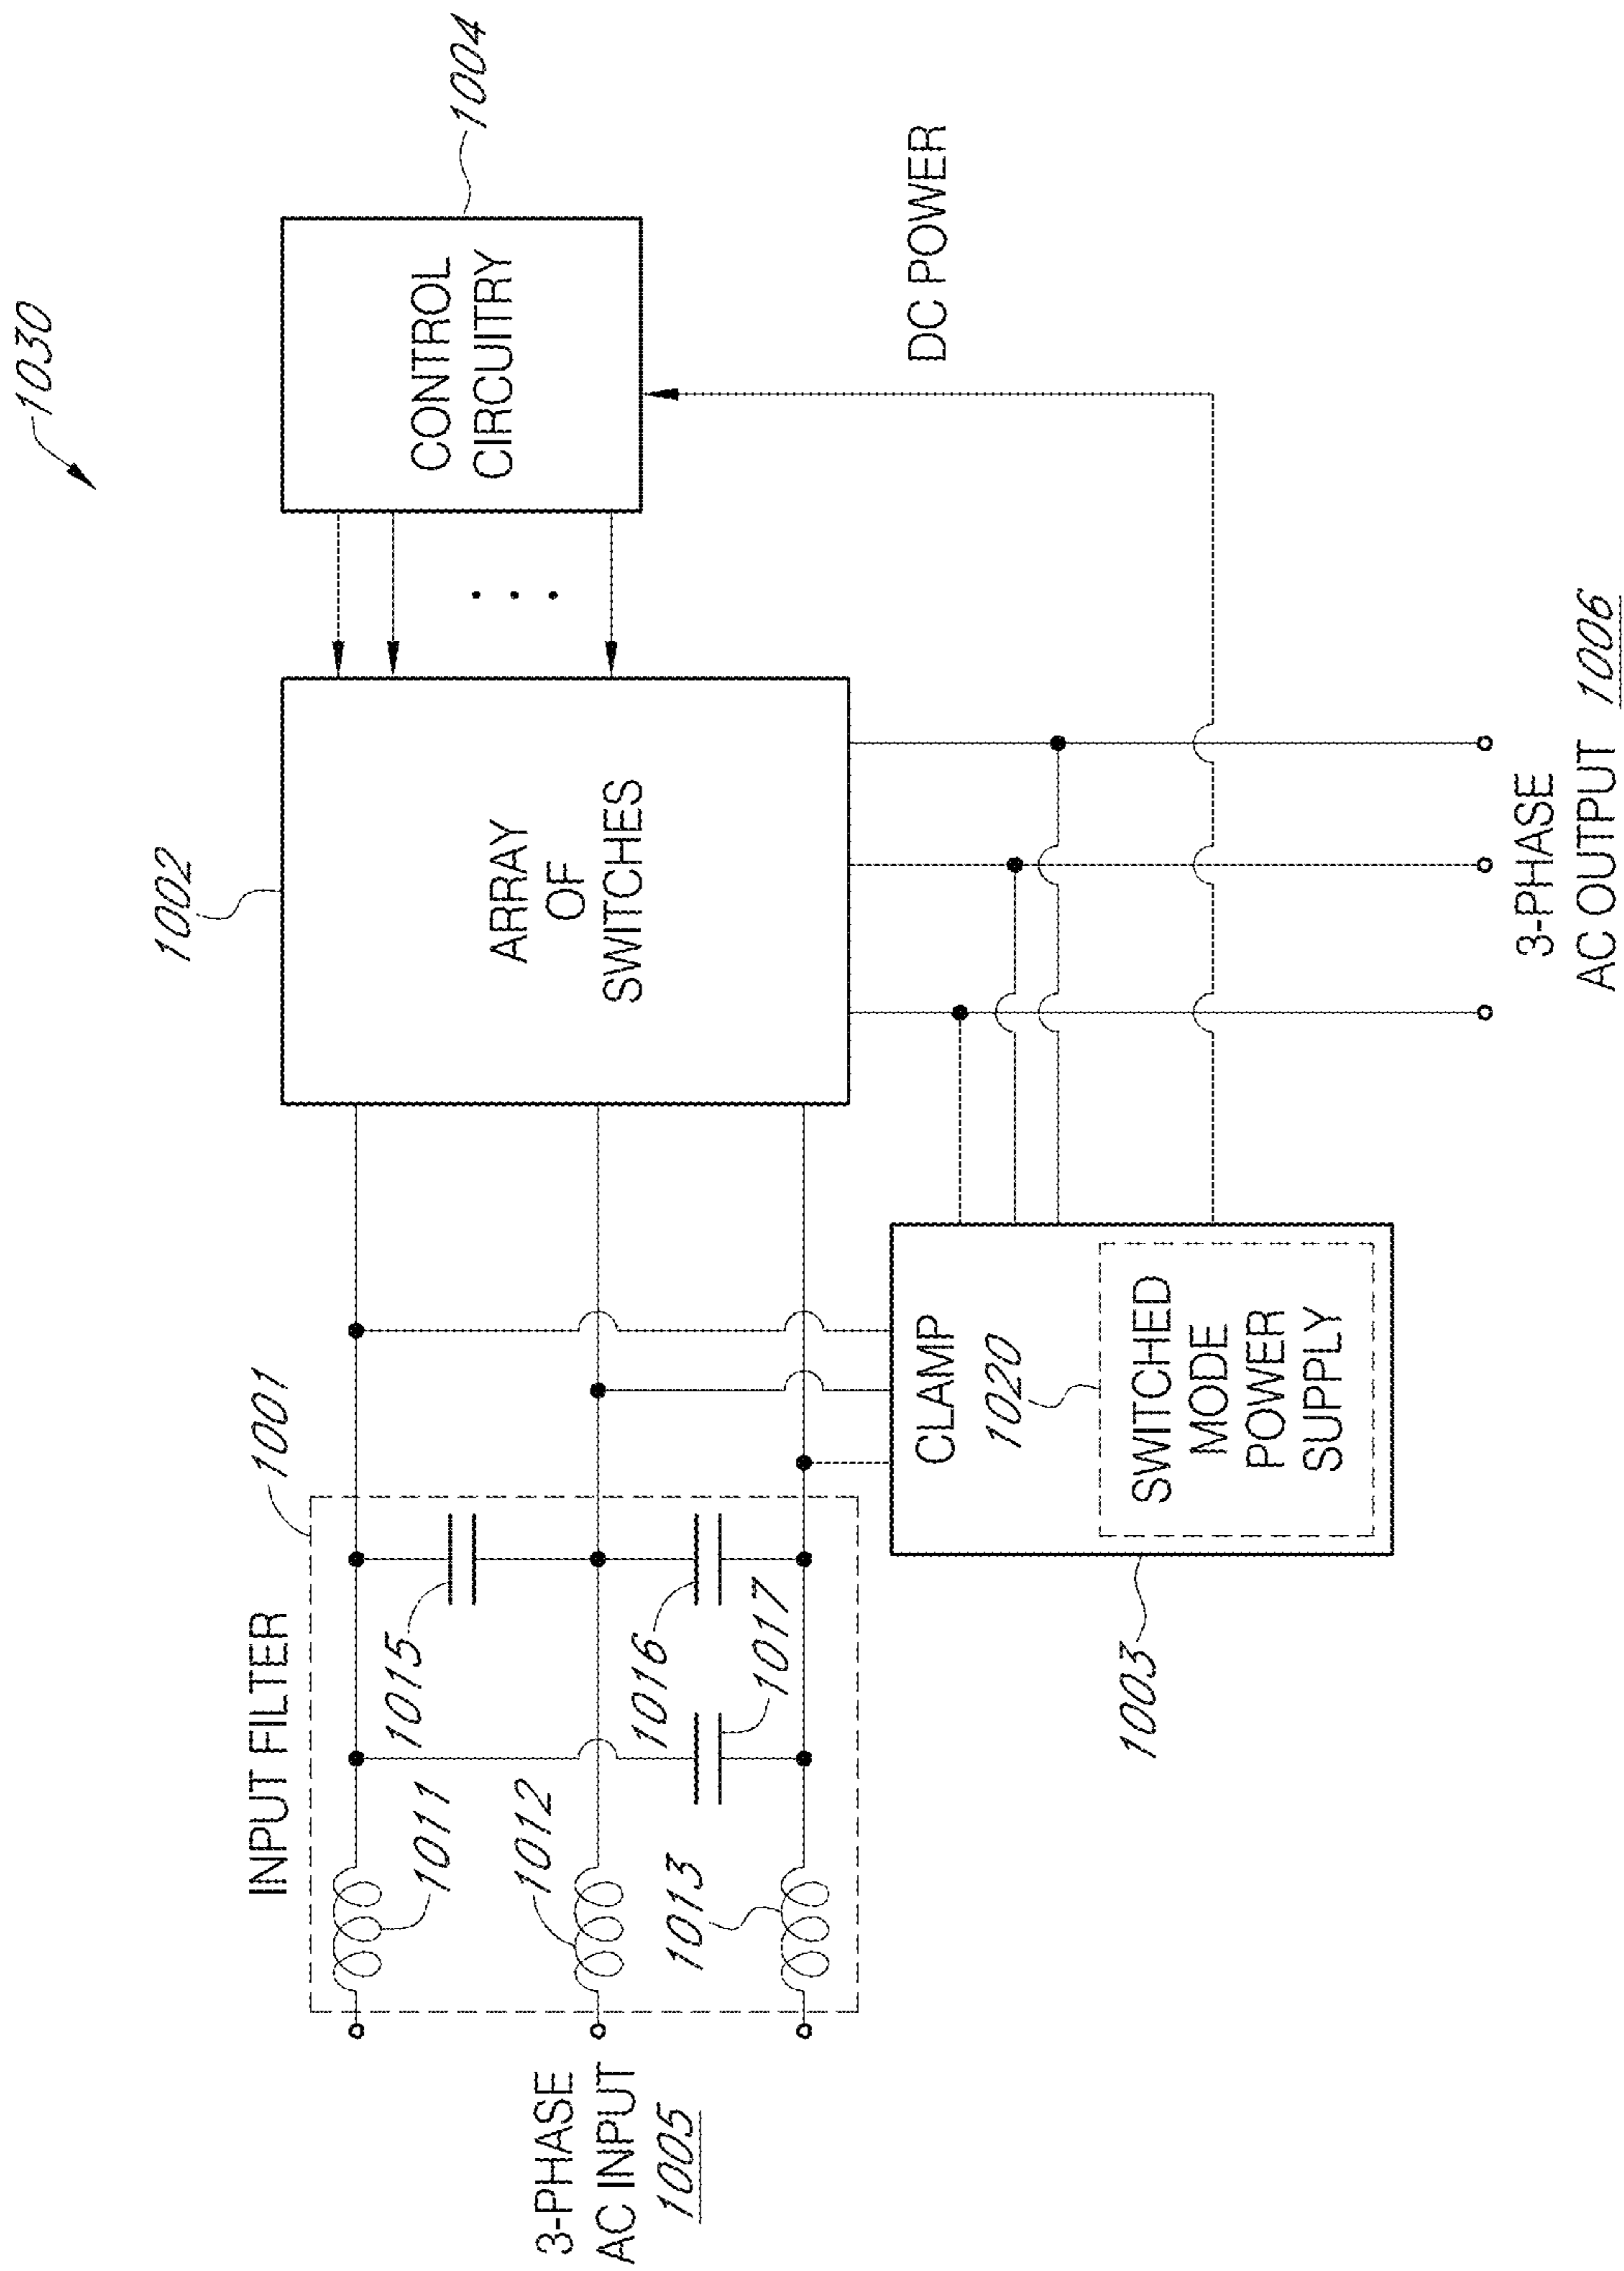 1030
1002
1004
CONTROL
CIRCUITRY
ARRAY
OF
SWITCHES
INPUT FILTER
1001
1015
1011
1012
1016
1017
1013
3-PHASE
AC INPUT
1005
CLAMP
1020
SWITCHED
MODE
POWER
SUPPLY
1003
DC POWER
3-PHASE
AC OUTPUT 1006